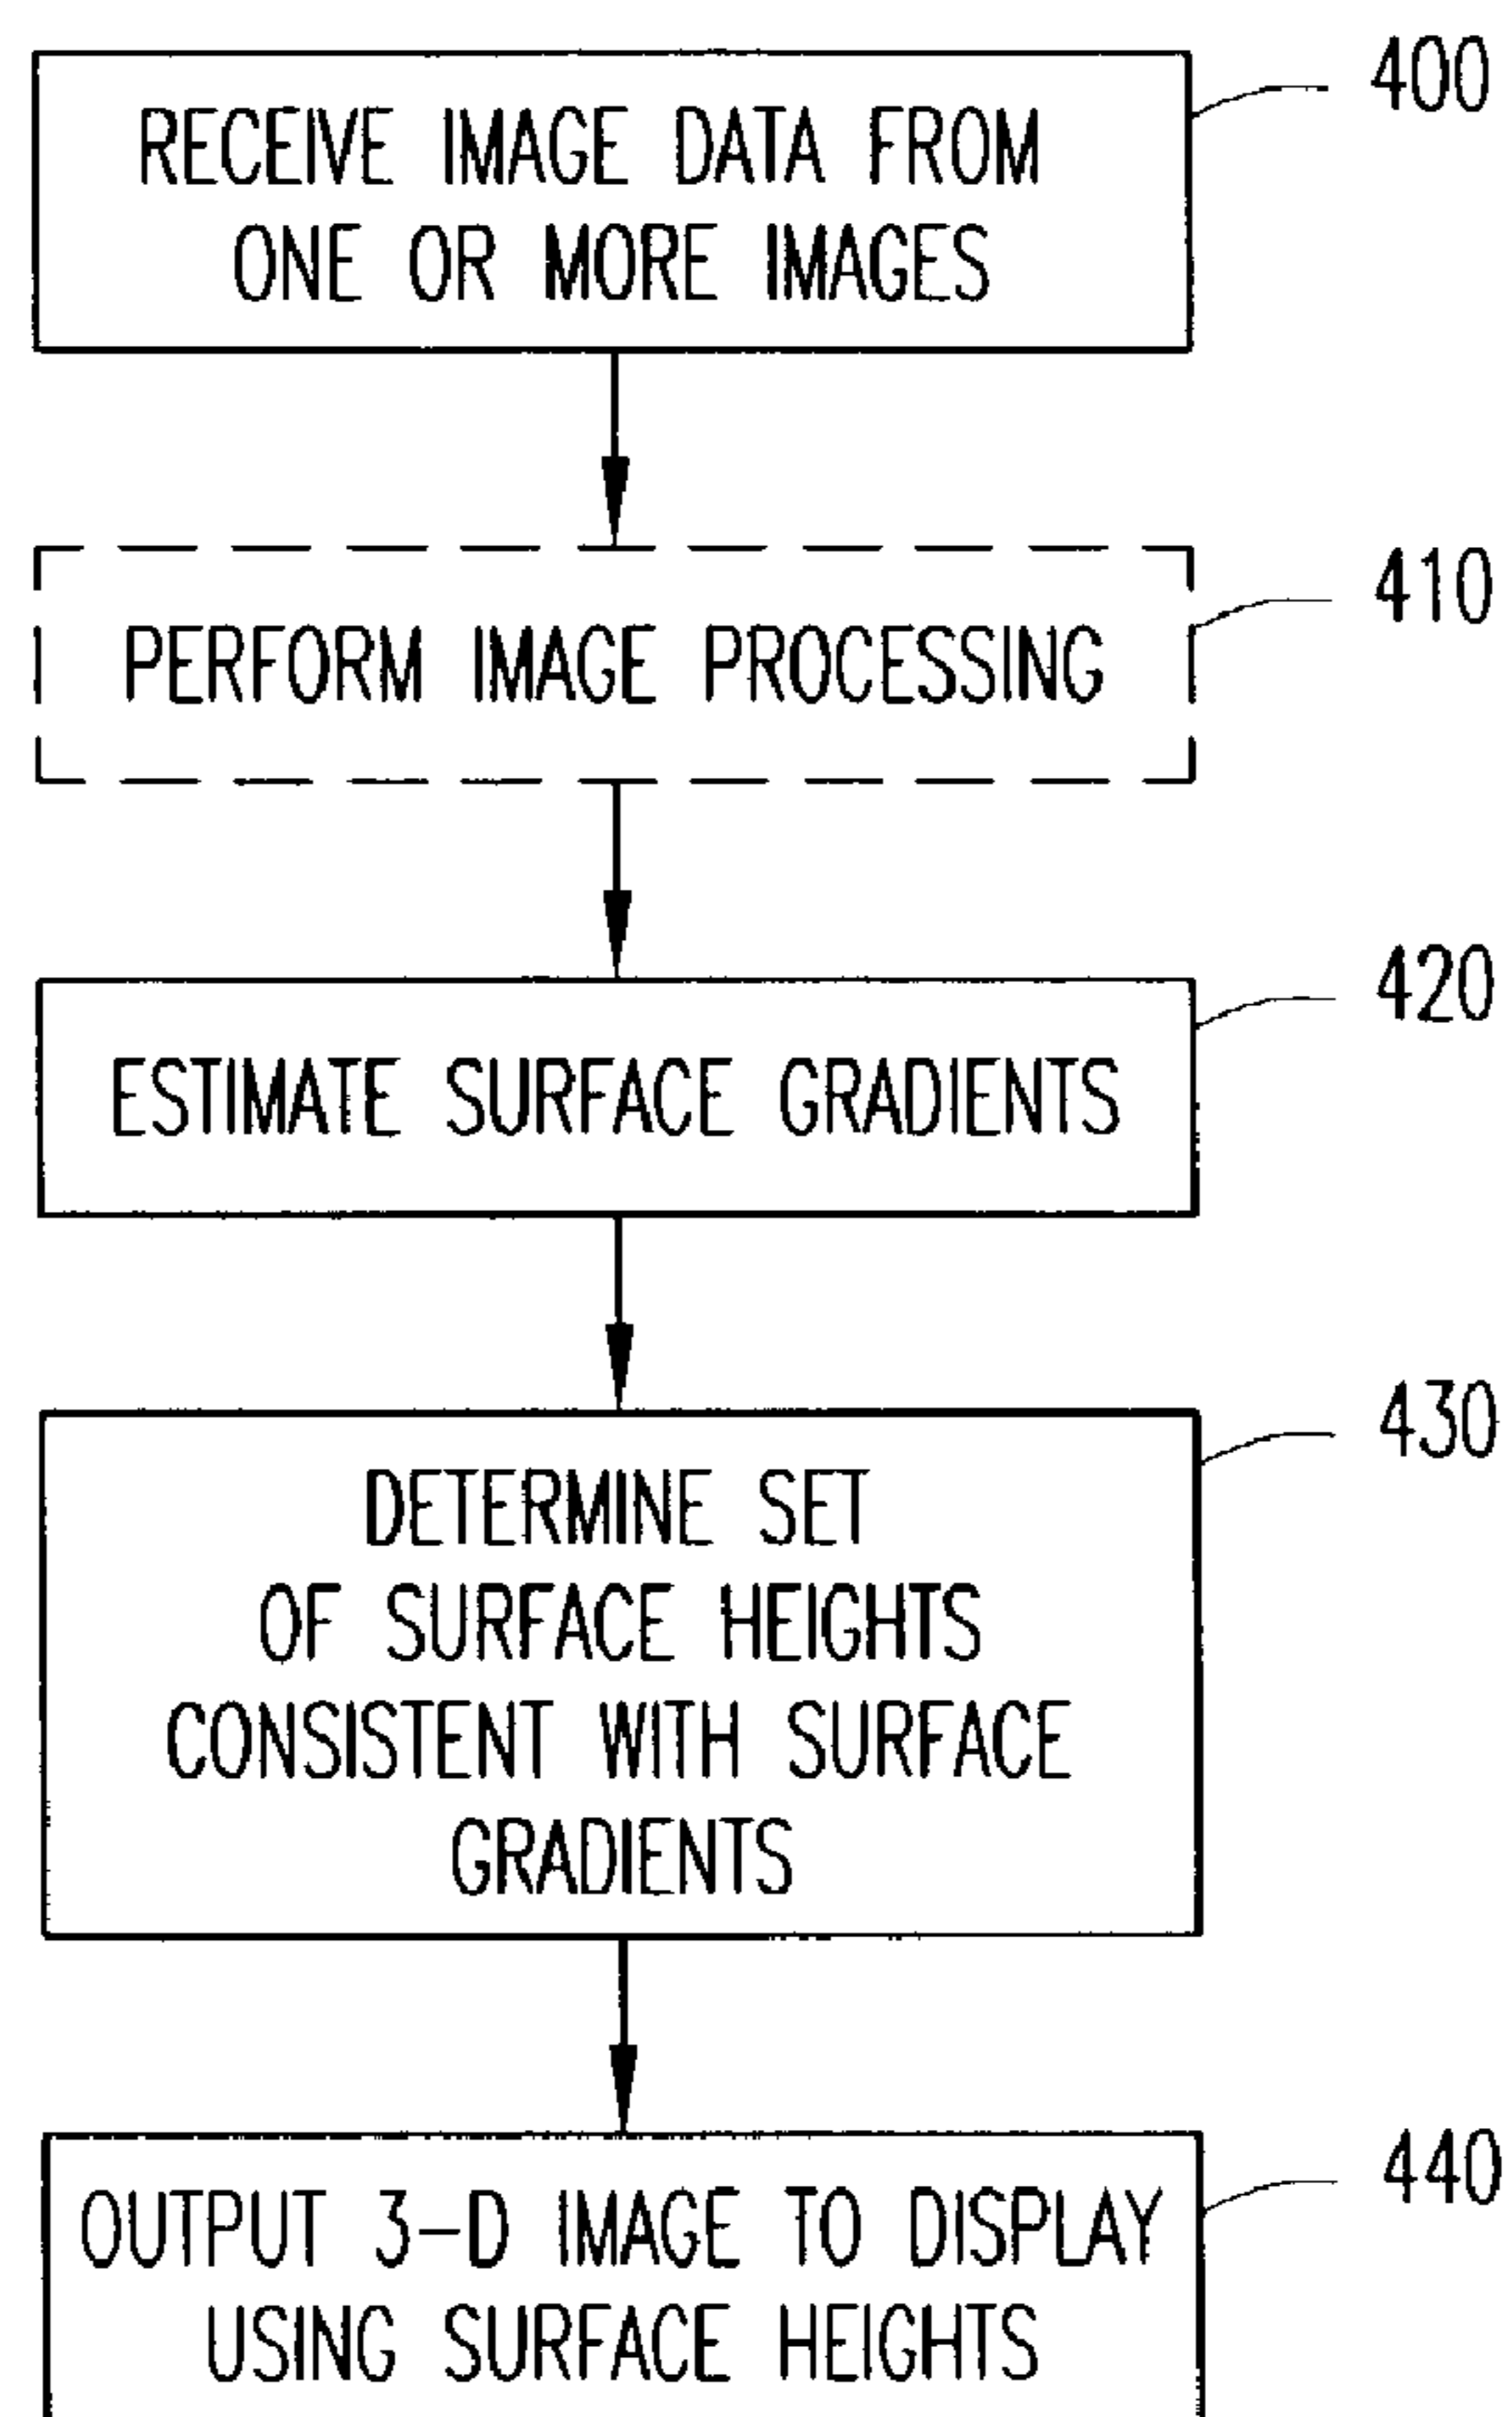 400
RECEIVE IMAGE DATA FROM
ONE OR MORE IMAGES
410
PERFORM IMAGE PROCESSING
420
ESTIMATE SURFACE GRADIENTS
430
DETERMINE SET
OF SURFACE HEIGHTS
CONSISTENT WITH SURFACE
GRADIENTS
440
OUTPUT 3-D IMAGE TO DISPLAY
USING SURFACE HEIGHTS